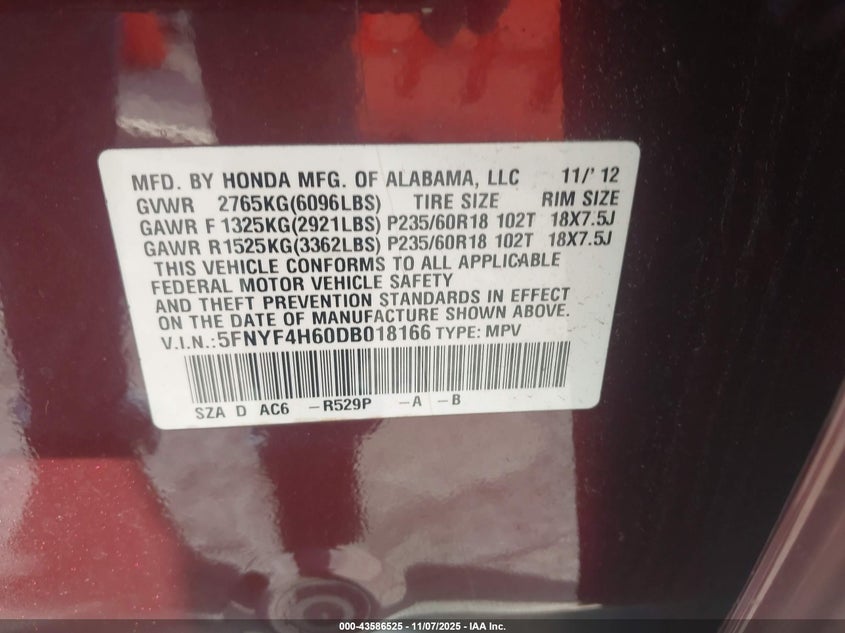 MFD. BY HONDA MFG. OF ALABAMA, LLC 11/' 12
GVWR 2765KG(6096LBS) TIRE SIZE RIM SIZE
GAWR F 1325KG(2921LBS) P235/60R18 102T 18X7.5J
GAWR R1525KG(3362LBS) P235/60R18 102T 18X7.5J
THIS VEHICLE CONFORMS TO ALL APPLICABLE
FEDERAL MOTOR VEHICLE SAFETY
AND THEFT PREVENTION STANDARDS IN EFFECT
ON THE DATE OF MANUFACTURE SHOWN ABOVE.
V.I.N.:5FNYF4H60DB018166 TYPE: MPV
SZA D AC6 –R529P –A –B
000-43586525 - 11/07/2025 - IAA Inc.